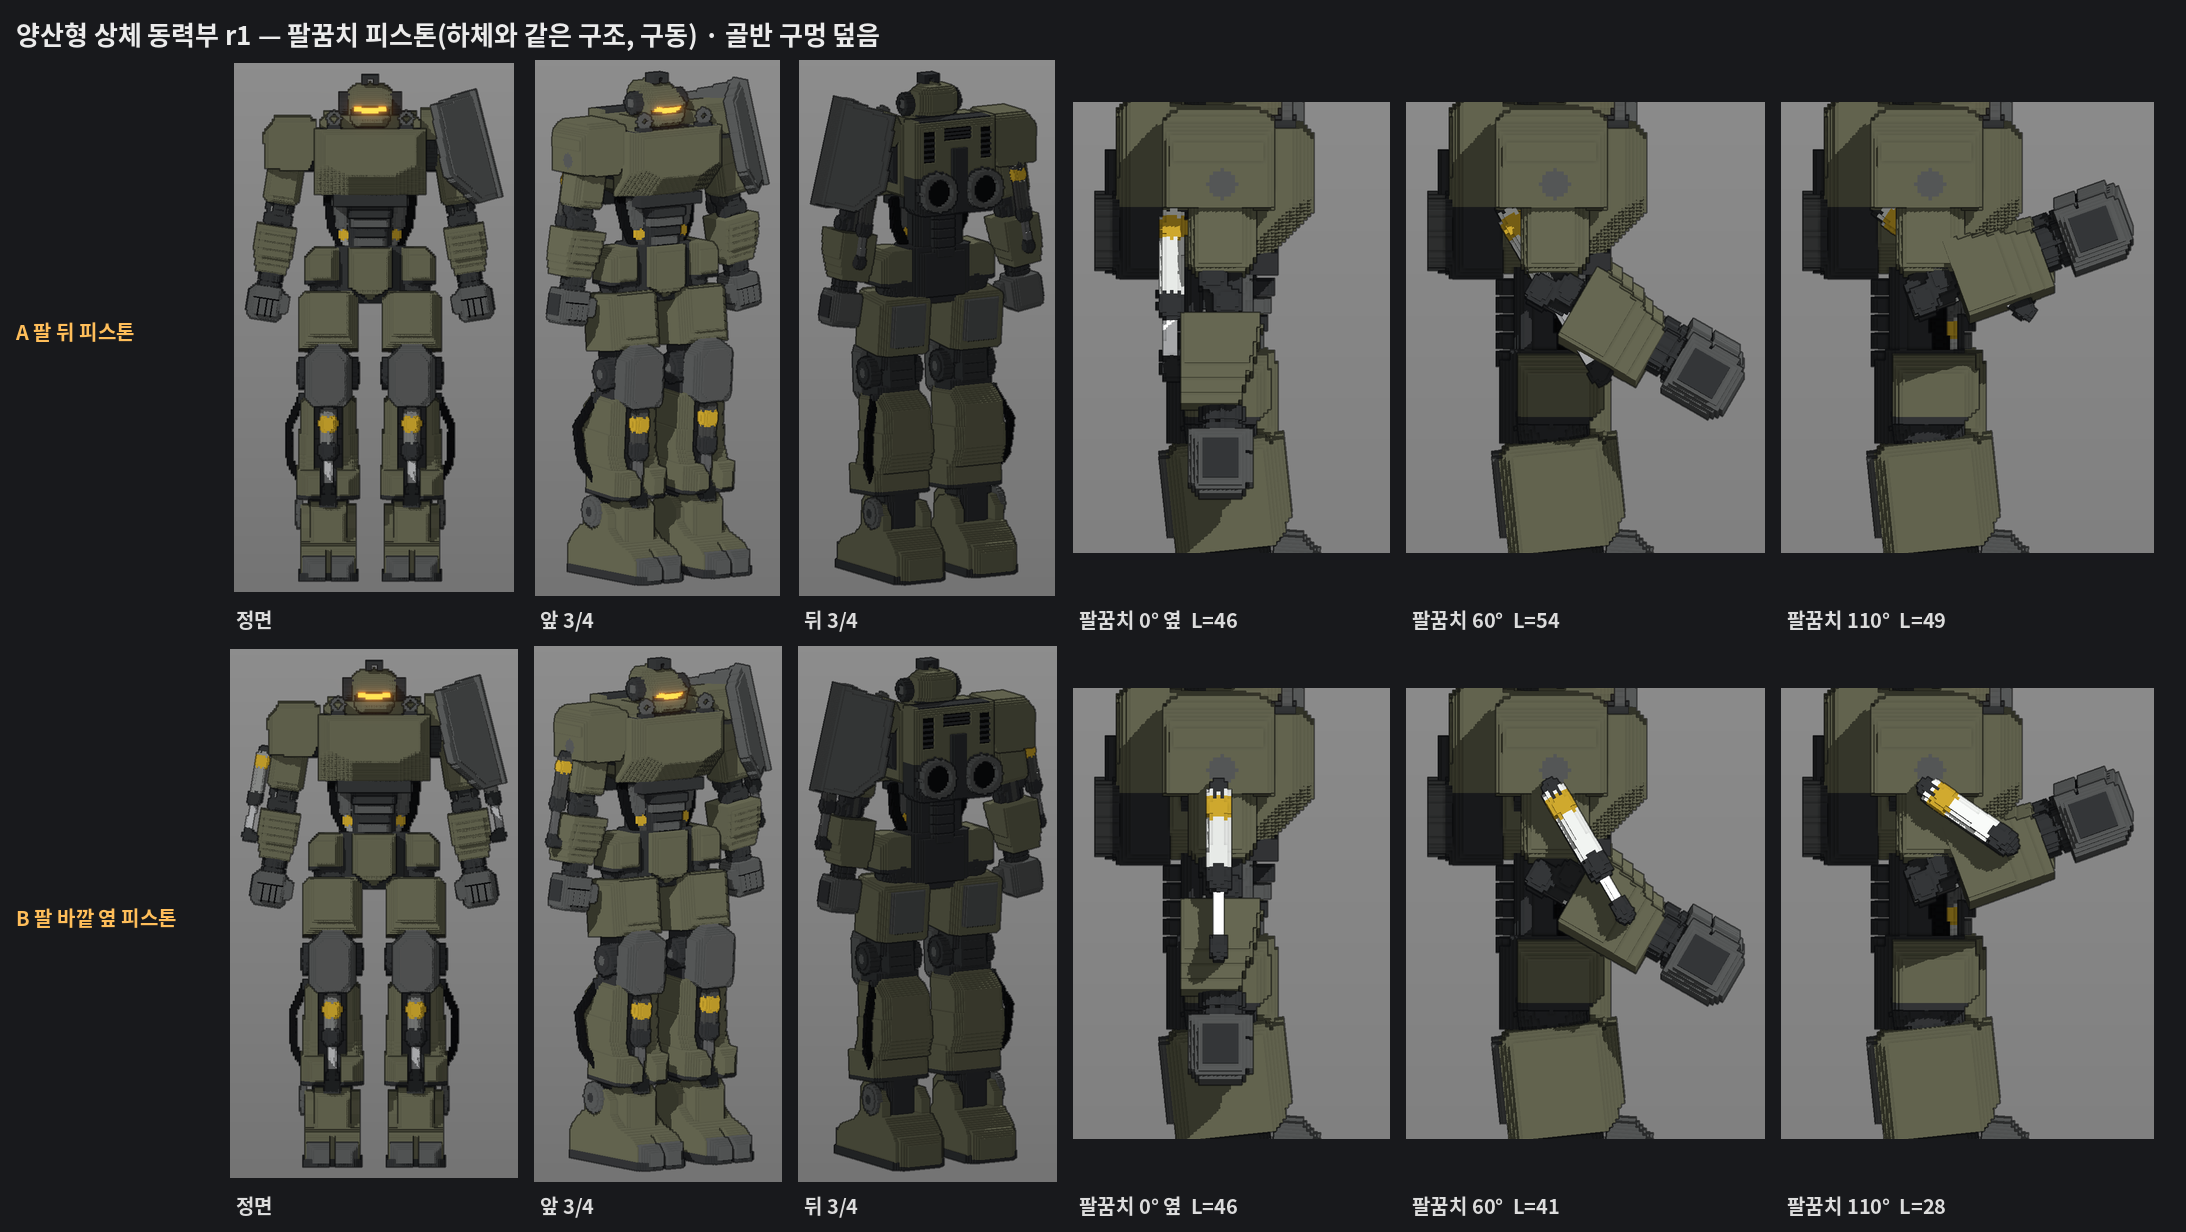 양산형 상체 동력부 r1 — 팔꿈치 피스톤(하체와 같은 구조, 구동) · 골반 구멍 덮음
A 팔 뒤 피스톤
정면
앞 3/4
뒤 3/4
팔꿈치 0° 옆 L=46
팔꿈치 60° L=54
팔꿈치 110° L=49
B 팔 바깥 옆 피스톤
정면
앞 3/4
뒤 3/4
팔꿈치 0° 옆 L=46
팔꿈치 60° L=41
팔꿈치 110° L=28